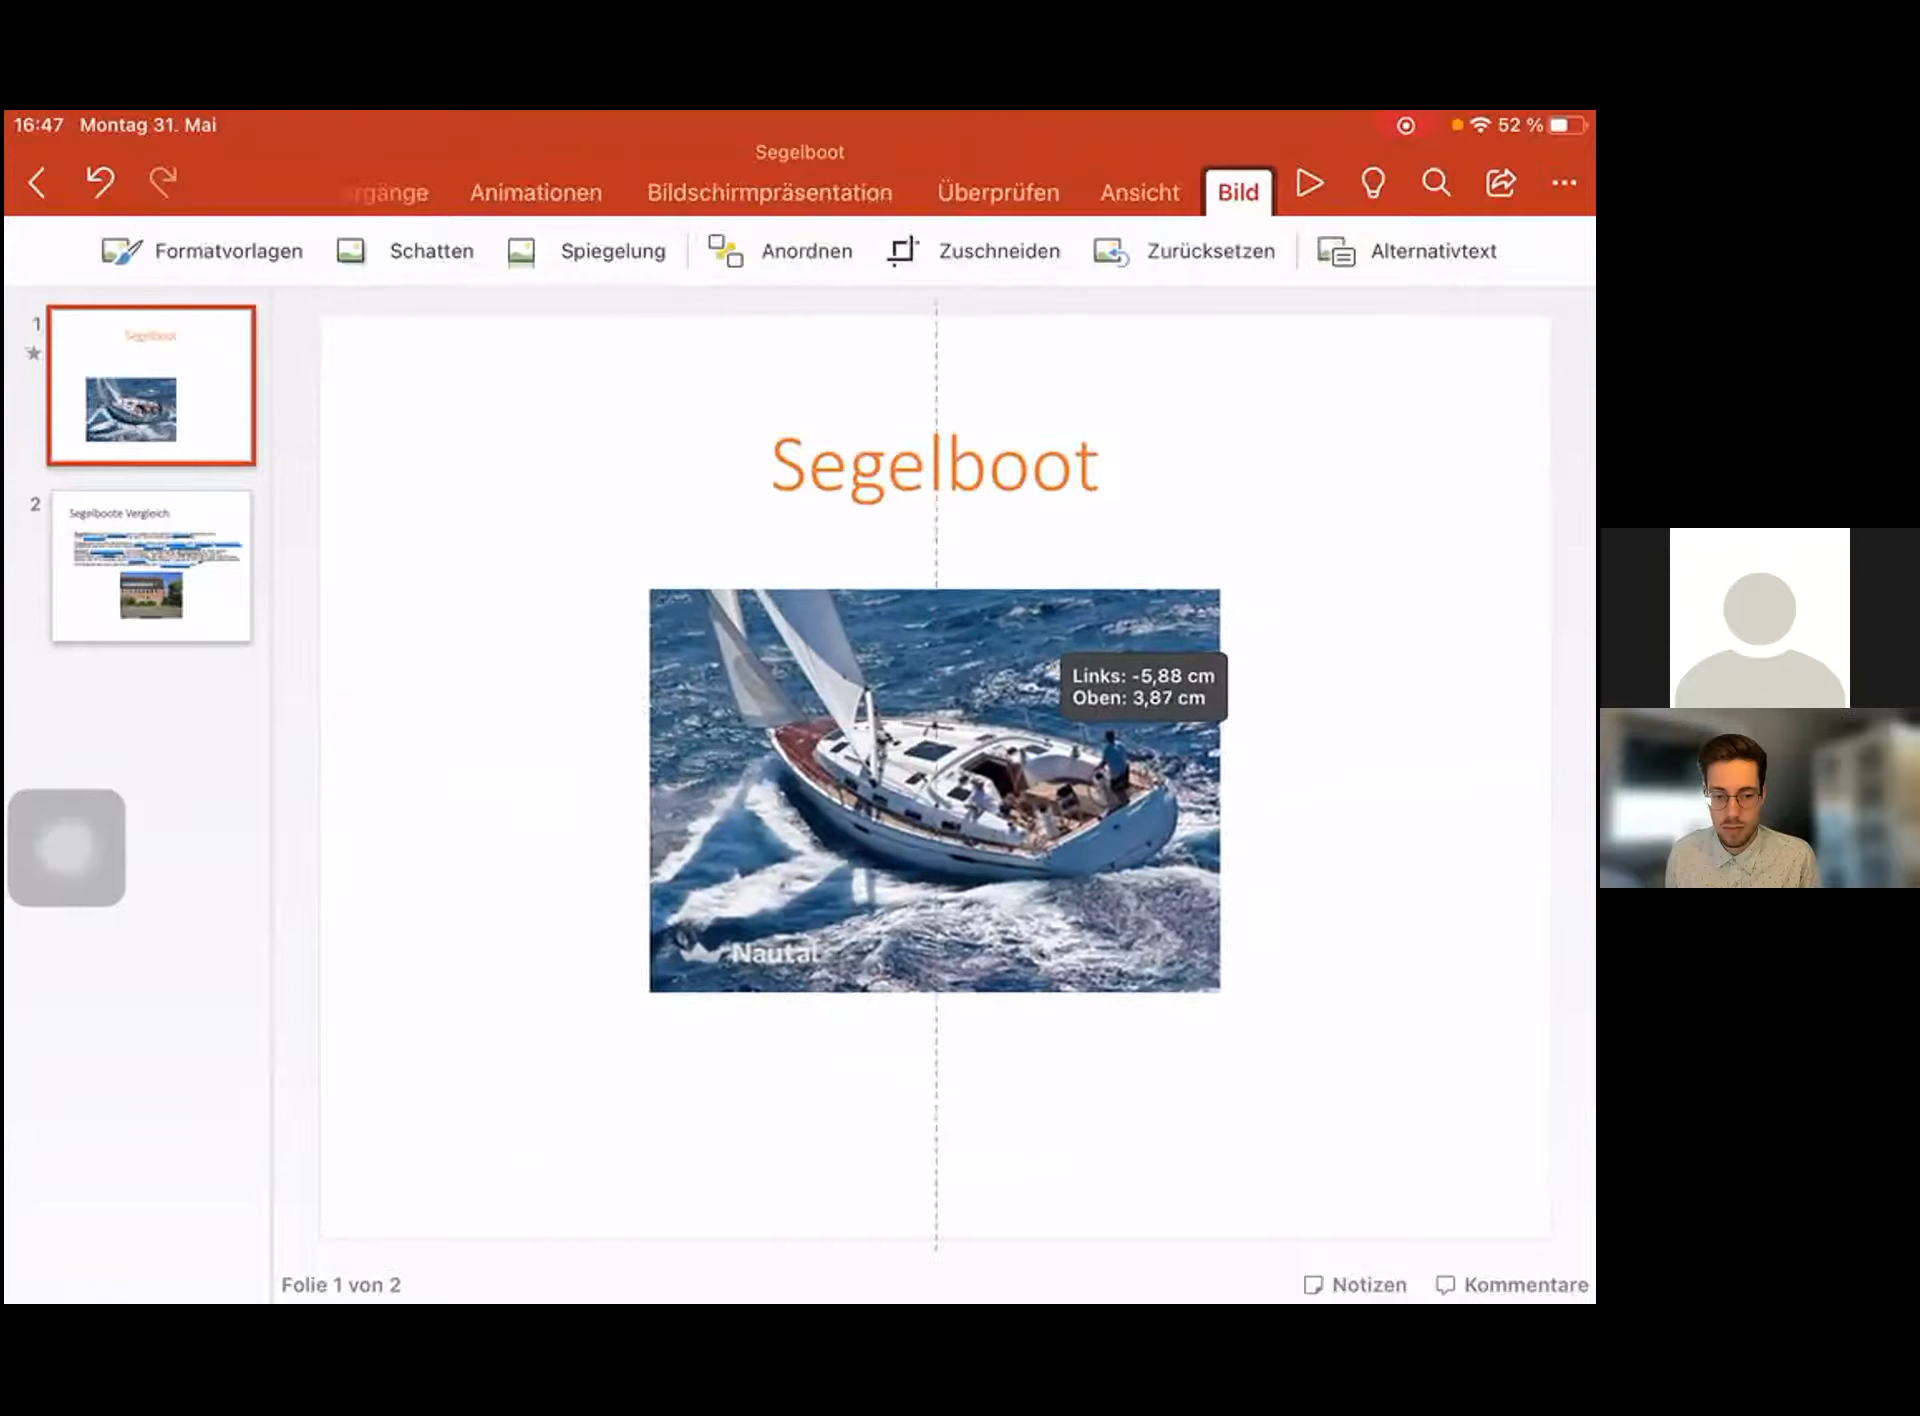 16:47 Montag 31. Mai
52 %
Segelboot
rgänge Animationen Bildschirmpräsentation Überprüfen Ansicht Bild
Formatvorlagen Schatten Spiegelung Anordnen Zuschneiden Zurücksetzen Alternativtext
1
Segelboot
2
Segelboote Vergleich
Segelboot
Links: -5,88 cm
Oben: 3,87 cm
Nautal
Folie 1 von 2
Notizen Kommentare